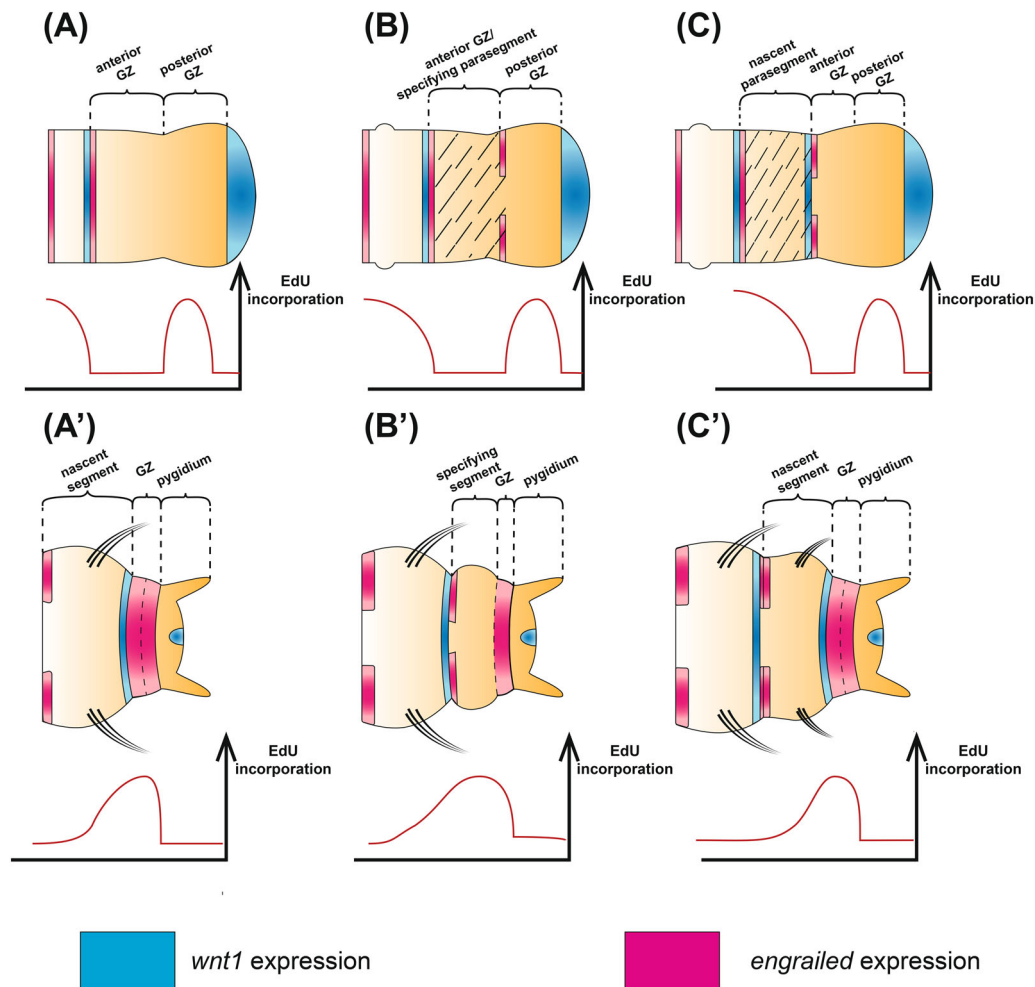 (A)
anterior
GZ
posterior
GZ
EdU
incorporation
(B)
anterior GZ/
specifying parasegment
posterior
GZ
EdU
incorporation
(C)
nascent
parasegment
anterior
GZ
posterior
GZ
EdU
incorporation
(A')
nascent
segment
GZ
pygidium
EdU
incorporation
(B')
specifying
segment
GZ
pygidium
EdU
incorporation
(C')
nascent
segment
GZ
pygidium
EdU
incorporation
wnt1 expression
engrailed expression